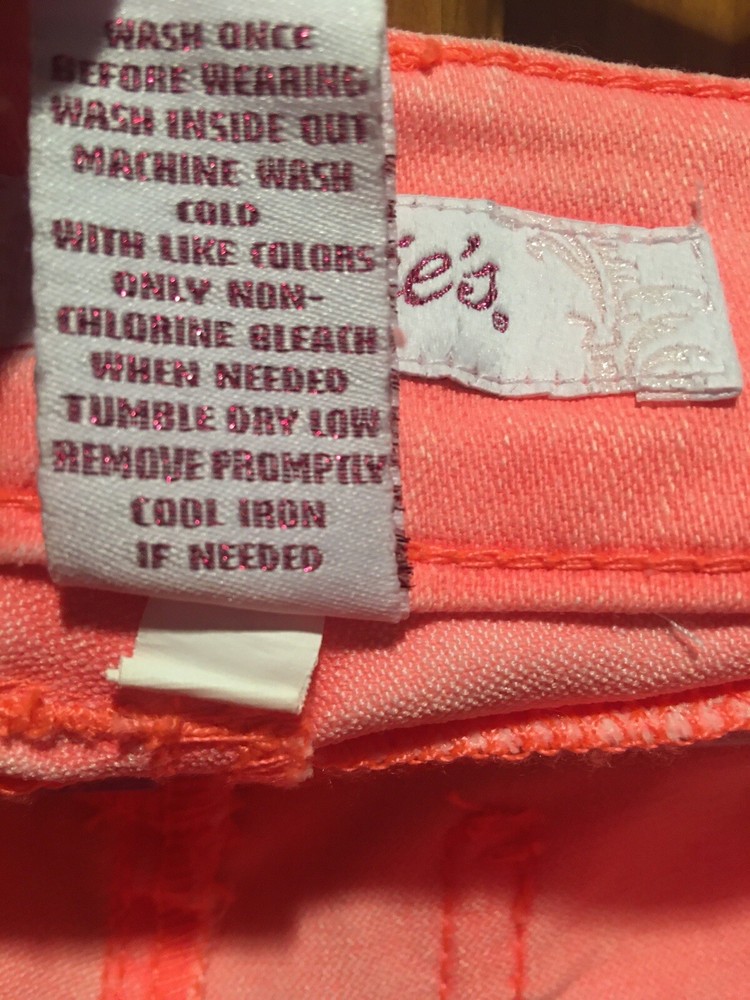 WASH ONCE
BEFORE WEARING
WASH INSIDE OUT
MACHINE WASH
COLD
WITH LIKE COLORS
ONLY NON-
CHLORINE BLEACH
WHEN NEEDED
TUMBLE DRY LOW
REMOVE PROMPTLY
COOL IRON
IF NEEDED
e's®